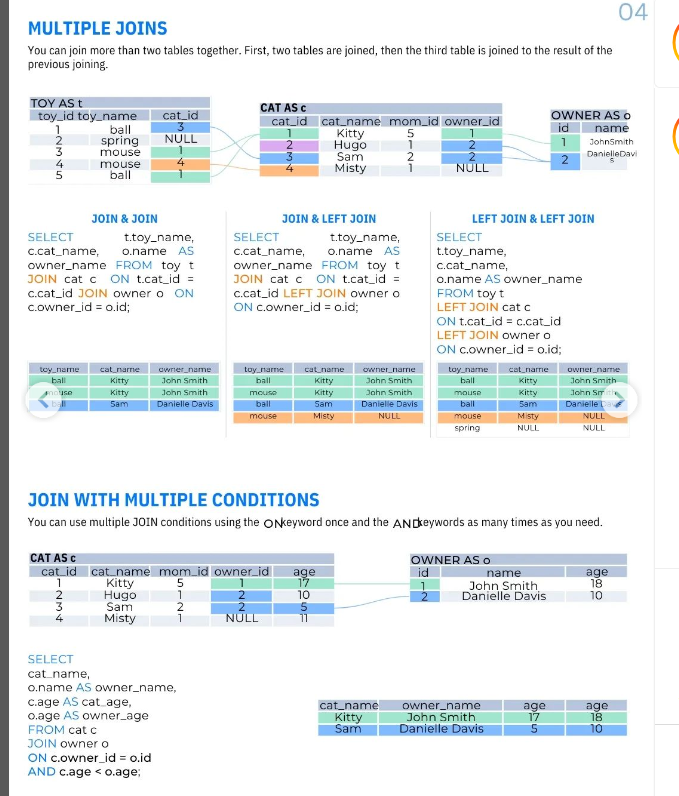 04
MULTIPLE JOINS
You can join more than two tables together. First, two tables are joined, then the third table is joined to the result of the
previous joining.
TOY AS t
toy_id toy_name cat_id
1 ball 3
2 spring NULL
3 mouse 1
4 mouse 4
5 ball 1
CAT AS c
cat_id cat_name mom_id owner_id
1 Kitty 5 1
2 Hugo 1 2
3 Sam 2 2
4 Misty 1 NULL
OWNER AS o
id name
1 JohnSmith
2 DanielleDavi
s
JOIN & JOIN
SELECT t.toy_name,
c.cat_name, o.name AS
owner_name FROM toy t
JOIN cat c ON t.cat_id =
c.cat_id JOIN owner o ON
c.owner_id = o.id;
JOIN & LEFT JOIN
SELECT t.toy_name,
c.cat_name, o.name AS
owner_name FROM toy t
JOIN cat c ON t.cat_id =
c.cat_id LEFT JOIN owner o
ON c.owner_id = o.id;
LEFT JOIN & LEFT JOIN
SELECT
t.toy_name,
c.cat_name,
o.name AS owner_name
FROM toy t
LEFT JOIN cat c
ON t.cat_id = c.cat_id
LEFT JOIN owner o
ON c.owner_id = o.id;
toy_name cat_name owner_name
ball Kitty John Smith
mouse Kitty John Smith
ball Sam Danielle Davis
toy_name cat_name owner_name
ball Kitty John Smith
mouse Kitty John Smith
ball Sam Danielle Davis
mouse Misty NULL
toy_name cat_name owner_name
ball Kitty John Smith
mouse Kitty John Smith
ball Sam Danielle
mouse Misty NULL
spring NULL NULL
JOIN WITH MULTIPLE CONDITIONS
You can use multiple JOIN conditions using the ON keyword once and the AND keywords as many times as you need.
CAT AS c
cat_id cat_name mom_id owner_id age
1 Kitty 5 1 17
2 Hugo 1 2 10
3 Sam 2 2 5
4 Misty 1 NULL 11
OWNER AS o
id name age
1 John Smith 18
2 Danielle Davis 10
SELECT
cat_name,
o.name AS owner_name,
c.age AS cat_age,
o.age AS owner_age
FROM cat c
JOIN owner o
ON c.owner_id = o.id
AND c.age < o.age;
cat_name owner_name age age
Kitty John Smith 17 18
Sam Danielle Davis 5 10